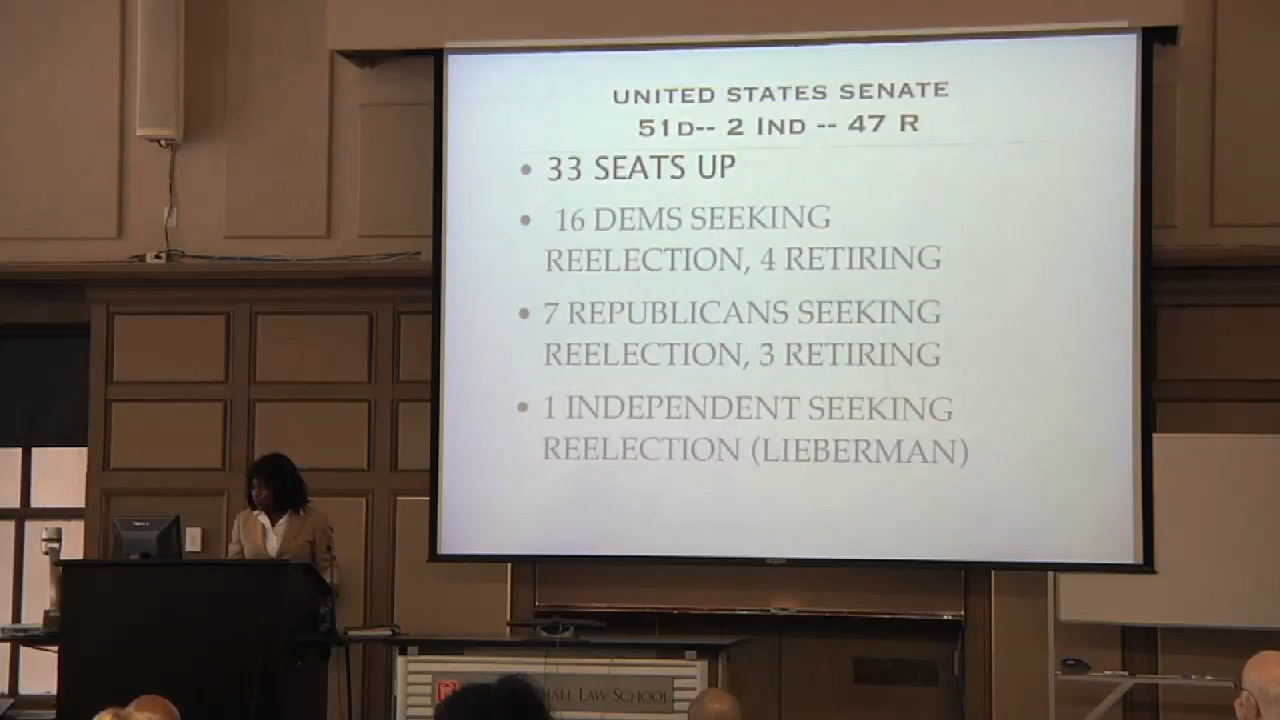 UNITED STATES SENATE
51D-- 2 IND -- 47 R
• 33 SEATS UP
• 16 DEMS SEEKING
REELECTION, 4 RETIRING
• 7 REPUBLICANS SEEKING
REELECTION, 3 RETIRING
• 1 INDEPENDENT SEEKING
REELECTION (LIEBERMAN)
LAW SCHOOL